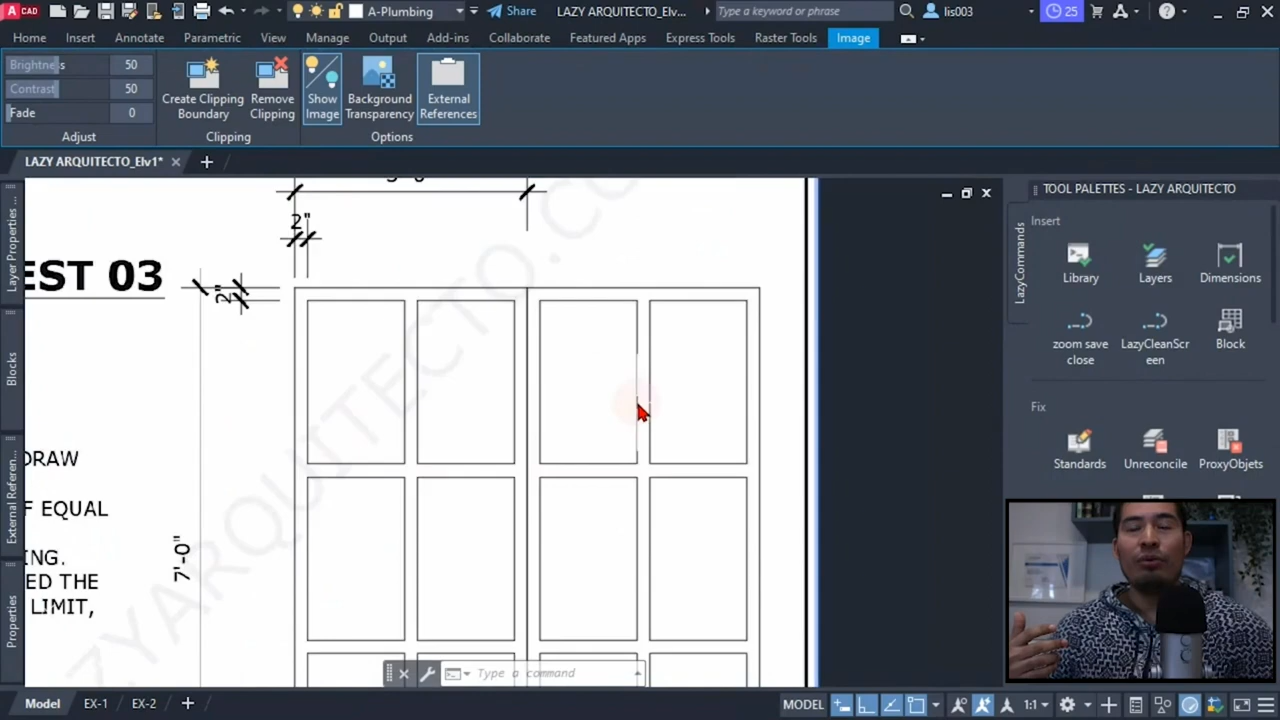 CAD
A-Plumbing
Share
LAZY ARQUITECTO_Elv...
Type a keyword or phrase
lis003
25
Home
Insert
Annotate
Parametric
View
Manage
Output
Add-ins
Collaborate
Featured Apps
Express Tools
Raster Tools
Image
Brightness
50
Contrast
50
Fade
0
Create Clipping
Boundary
Remove
Clipping
Show
Image
Background
Transparency
External
References
Adjust
Clipping
Options
LAZY ARQUITECTO_Elv1*
Layer Properties...
Blocks
External Referen...
Properties
2"
EST 03
2"
DRAW
F EQUAL
ING.
ED THE
LIMIT,
7'-0"
ZYARQUITECTO.C
TOOL PALETTES - LAZY ARQUITECTO
LazyCommands
Insert
Library
Layers
Dimensions
zoom save
close
LazyCleanScr
een
Block
Fix
Standards
Unreconcile
ProxyObjets
Type a command
Model
EX-1
EX-2
MODEL
1:1